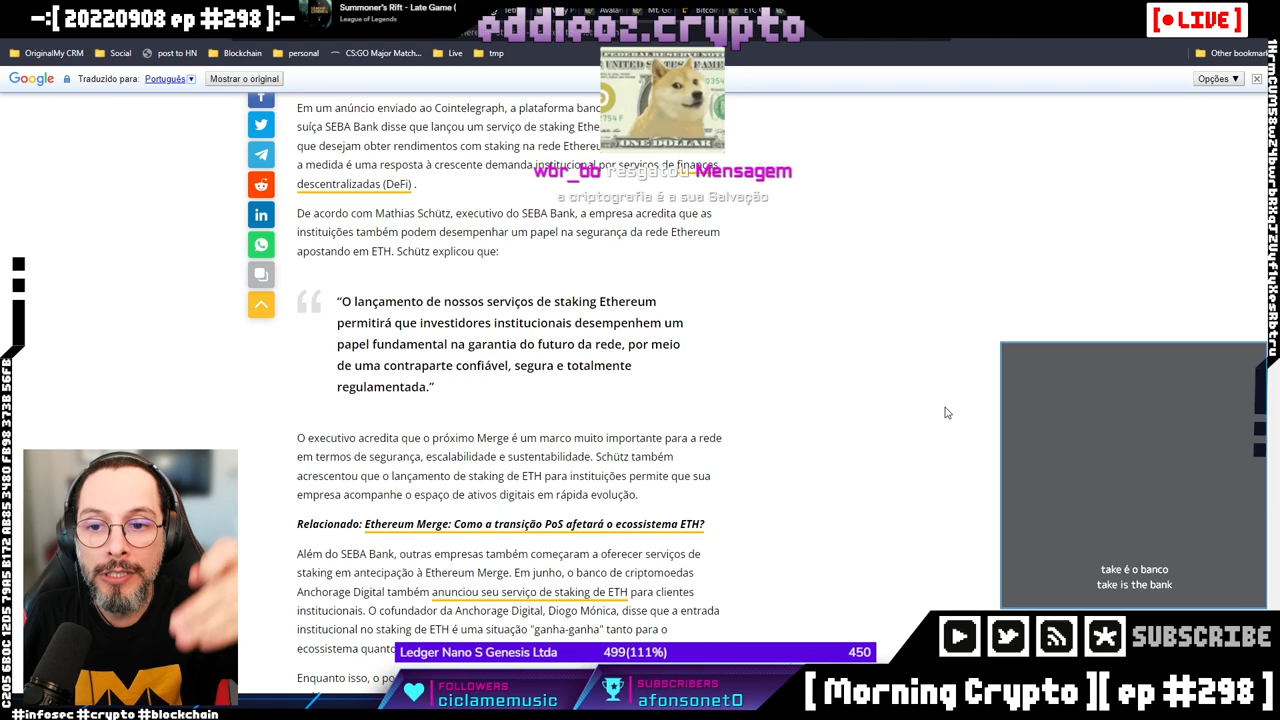 –:[ 20220908 ep #298 ]:–
Summoner's Rift - Late Game (
League of Legends
eddieoz.crypto
[● LIVE ]
OriginalMy CRM
Social
post to HN
Blockchain
personal
CS:GO Major Match...
Live
tmp
Other bookmar
Google
Traduzido para:
Português
Mostrar o original
Opções ▼
FEDERAL RESERVE NOTE
ONE DOLLAR
Em um anúncio enviado ao Cointelegraph, a plataforma banc
suíça SEBA Bank disse que lançou um serviço de staking Ethe
que desejam obter rendimentos com staking na rede Ethereu
a medida é uma resposta à crescente demanda institucional por serviços de finanças
descentralizadas (DeFi) .
wbr_bb resgatou Mensagem
a criptografia é a sua Salvação
De acordo com Mathias Schütz, executivo do SEBA Bank, a empresa acredita que as
instituições também podem desempenhar um papel na segurança da rede Ethereum
apostando em ETH. Schütz explicou que:
“O lançamento de nossos serviços de staking Ethereum
permitirá que investidores institucionais desempenhem um
papel fundamental na garantia do futuro da rede, por meio
de uma contraparte confiável, segura e totalmente
regulamentada.”
O executivo acredita que o próximo Merge é um marco muito importante para a rede
em termos de segurança, escalabilidade e sustentabilidade. Schütz também
acrescentou que o lançamento de staking de ETH para instituições permite que sua
empresa acompanhe o espaço de ativos digitais em rápida evolução.
Relacionado: Ethereum Merge: Como a transição PoS afetará o ecossistema ETH?
Além do SEBA Bank, outras empresas também começaram a oferecer serviços de
staking em antecipação à Ethereum Merge. Em junho, o banco de criptomoedas
Anchorage Digital também anunciou seu serviço de staking de ETH para clientes
institucionais. O cofundador da Anchorage Digital, Diogo Mónica, disse que a entrada
institucional no staking de ETH é uma situação "ganha-ganha" tanto para o
ecossistema quanto
Enquanto isso, o po
take é o banco
take is the bank
Ledger Nano S Genesis Ltda 499(111%) 450
FOLLOWERS
ciclamemusic
SUBSCRIBERS
afonsonet0
SUBSCRIBE
[ Morning Crypto ][ ep #298 ]
#infosec #crypto #blockchain